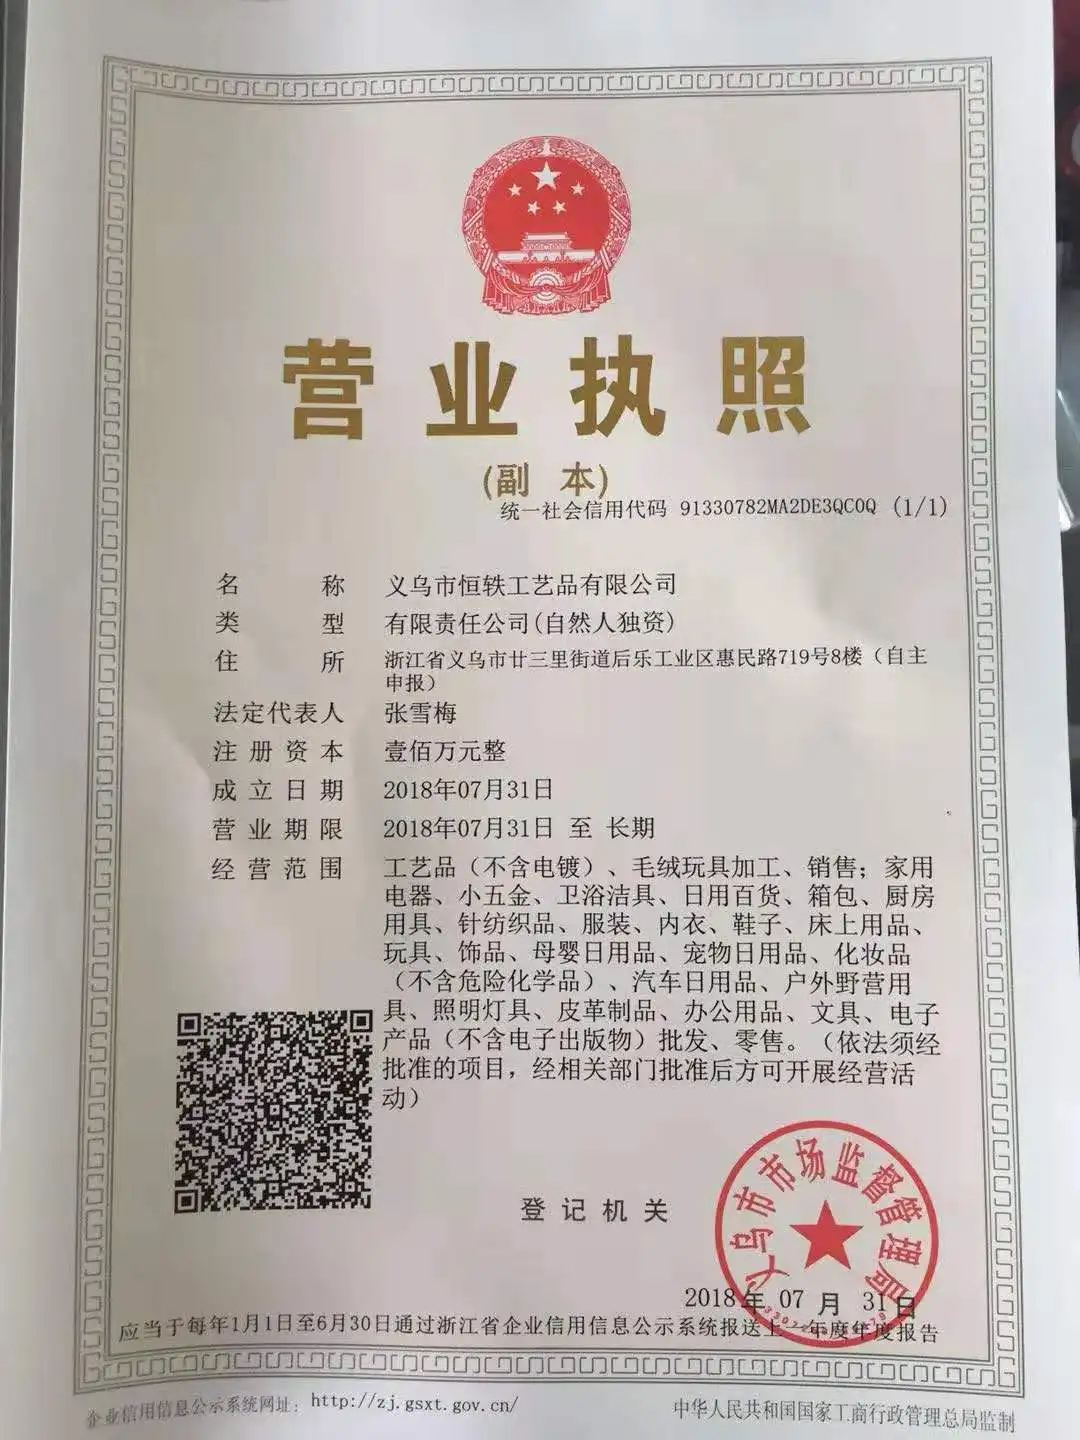 营业执照
(副 本)
统一社会信用代码 91330782MA2DE3QC0Q (1/1)
名 称 义乌市恒轶工艺品有限公司
类 型 有限责任公司(自然人独资)
住 所 浙江省义乌市廿三里街道后乐工业区惠民路719号8楼（自主
申报）
法定代表人 张雪梅
注册资本 壹佰万元整
成立日期 2018年07月31日
营业期限 2018年07月31日 至 长期
经营范围 工艺品（不含电镀）、毛绒玩具加工、销售；家用
电器、小五金、卫浴洁具、日用百货、箱包、厨房
用具、针纺织品、服装、内衣、鞋子、床上用品、
玩具、饰品、母婴日用品、宠物日用品、化妆品
（不含危险化学品）、汽车日用品、户外野营用
具、照明灯具、皮革制品、办公用品、文具、电子
产品（不含电子出版物）批发、零售。（依法须经
批准的项目，经相关部门批准后方可开展经营活
动）
登记机关
义乌市市场监督管理局
2018年 07 月 31日
应当于每年1月1日至6月30日通过浙江省企业信用信息公示系统报送上一年度年度报告
企业信用信息公示系统网址： http://zj.gsxt.gov.cn/
中华人民共和国国家工商行政管理总局监制